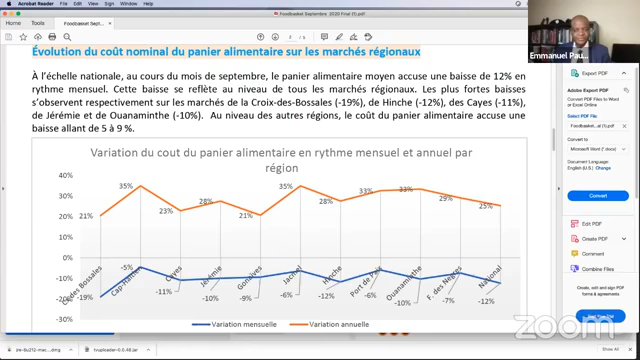 Acrobat Reader File Edit View Sign Window Help
Foodbasket Septembre 2020 Final (1).pdf
Home Tools Foodbasket Sept...
Évolution du coût nominal du panier alimentaire sur les marchés régionaux
À l'échelle nationale, au cours du mois de septembre, le panier alimentaire moyen accuse une baisse de 12% en
rythme mensuel. Cette baisse se reflète au niveau de tous les marchés régionaux. Les plus fortes baisses
s'observent respectivement sur les marchés de la Croix-des-Bossales (-19%), de Hinche (-12%), des Cayes (-11%),
de Jérémie et de Ouanaminthe (-10%). Au niveau des autres régions, le coût du panier alimentaire accuse une
baisse allant de 5 à 9 %.
Variation du cout du panier alimentaire en rythme mensuel et annuel par
région
40%
30%
20%
10%
0%
-10%
-20%
-30%
21% 35% 23% 28% 21% 35% 28% 33% 33% 29% 25%
-19% -5% -11% -10% -9% -6% -12% -6% -10% -7% -12%
Bossales Cap-Haitien Cayes Jérémie Gonaives Jacmel Hinche Port de Paix Ouanaminthe F. des Nègres National
Variation mensuelle Variation annuelle
Emmanuel Pau...
Export PDF
Adobe Export PDF
Convert PDF Files to Word
or Excel Online
Select PDF File
Foodbasket...al (1).pdf
Convert to
Microsoft Word (*.docx)
Document Language:
English (U.S.) Change
Convert
Edit PDF
Create PDF
Comment
Combine Files
Create, edit and sign PDF
forms & agreements
zoom
Show All